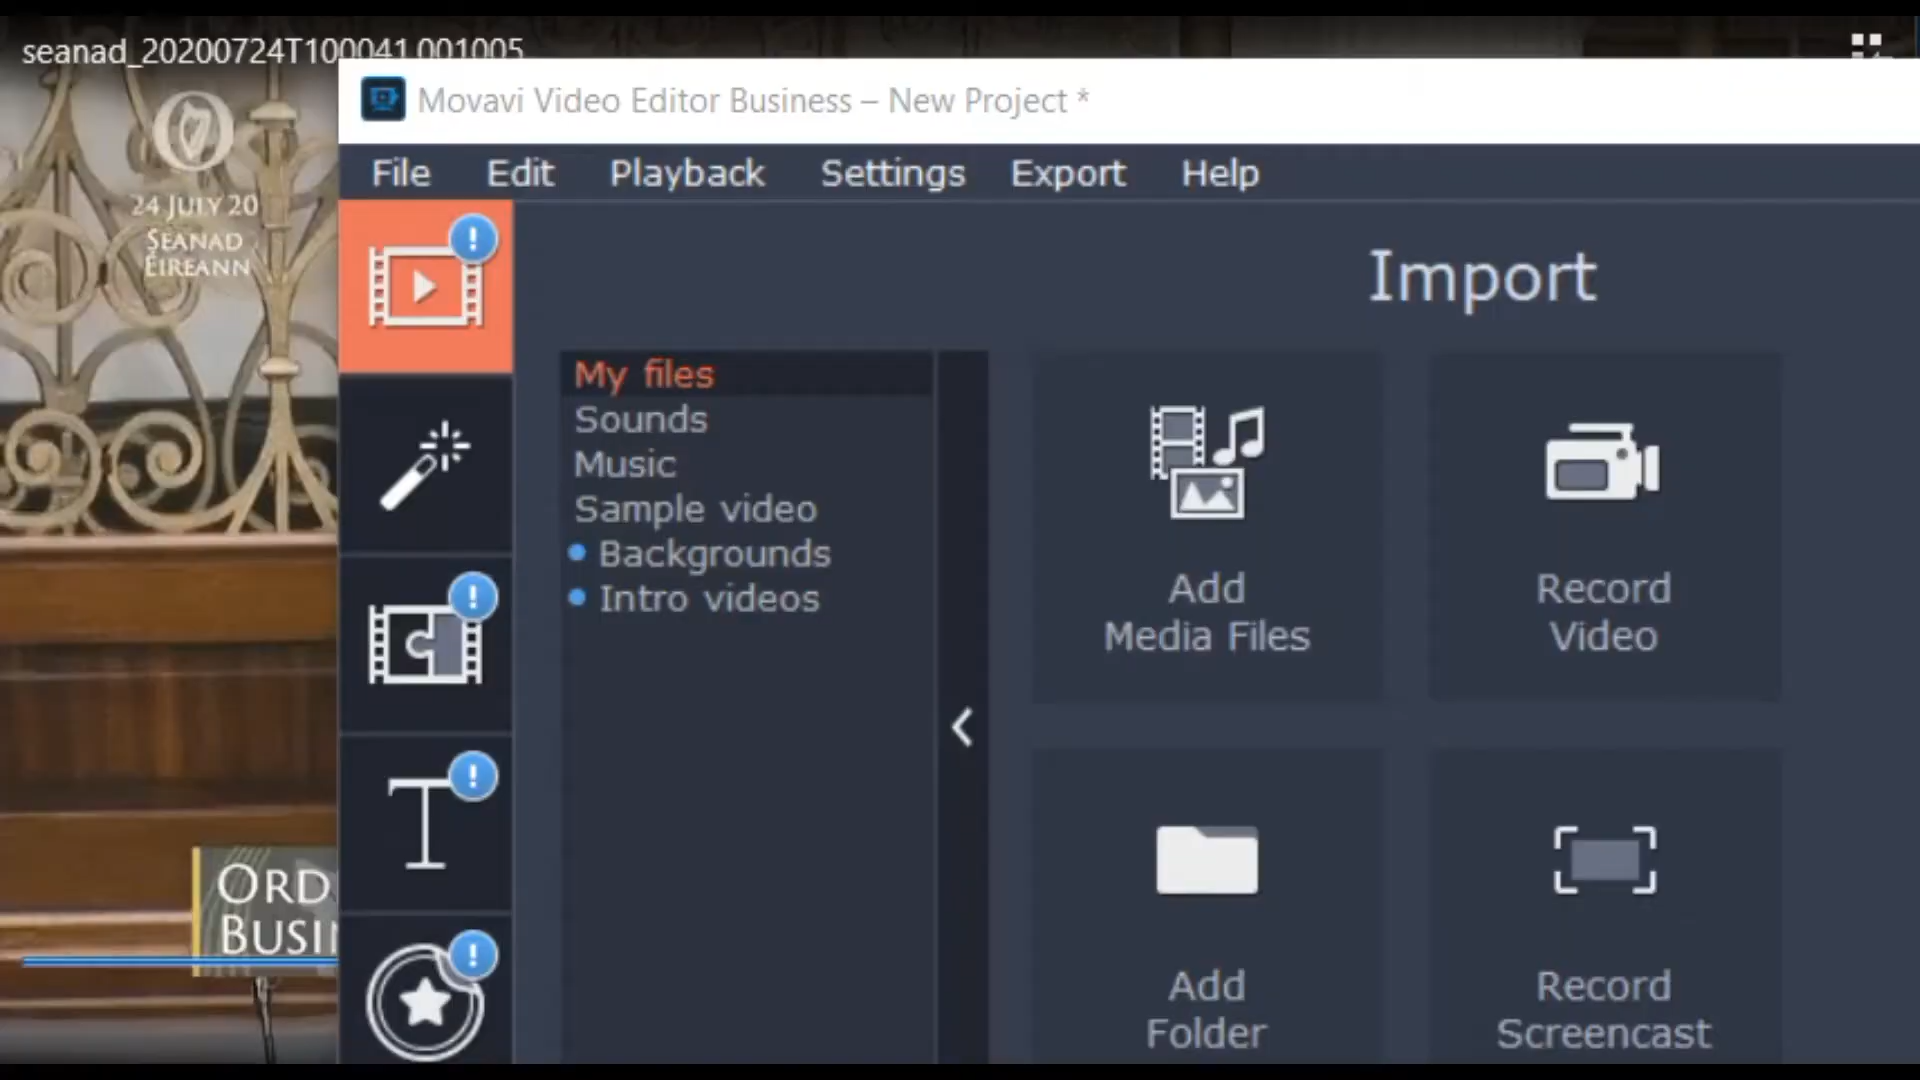 seanad_20200724T100041.001005
24 JULY 20
SEANAD
ÉIREANN
ORD
BUSIN
Movavi Video Editor Business – New Project *
File Edit Playback Settings Export Help
Import
My files
Sounds
Music
Sample video
Backgrounds
Intro videos
Add
Media Files
Record
Video
Add
Folder
Record
Screencast